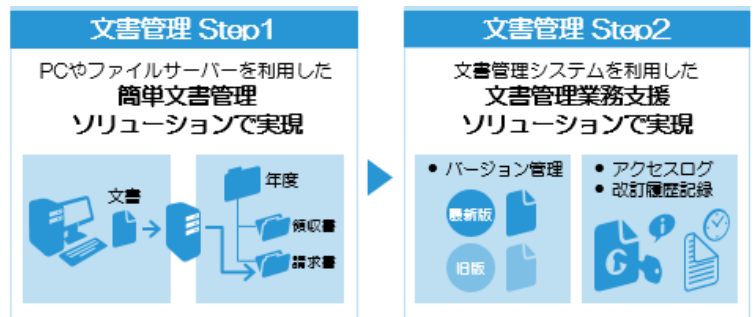 文書管理 Step1
PCやファイルサーバーを利用した
簡単文書管理
ソリューションで実現
文書
年度
領収書
請求書
文書管理 Step2
文書管理システムを利用した
文書管理業務支援
ソリューションで実現
• バージョン管理
最新版
旧版
• アクセスログ
• 改訂履歴記録